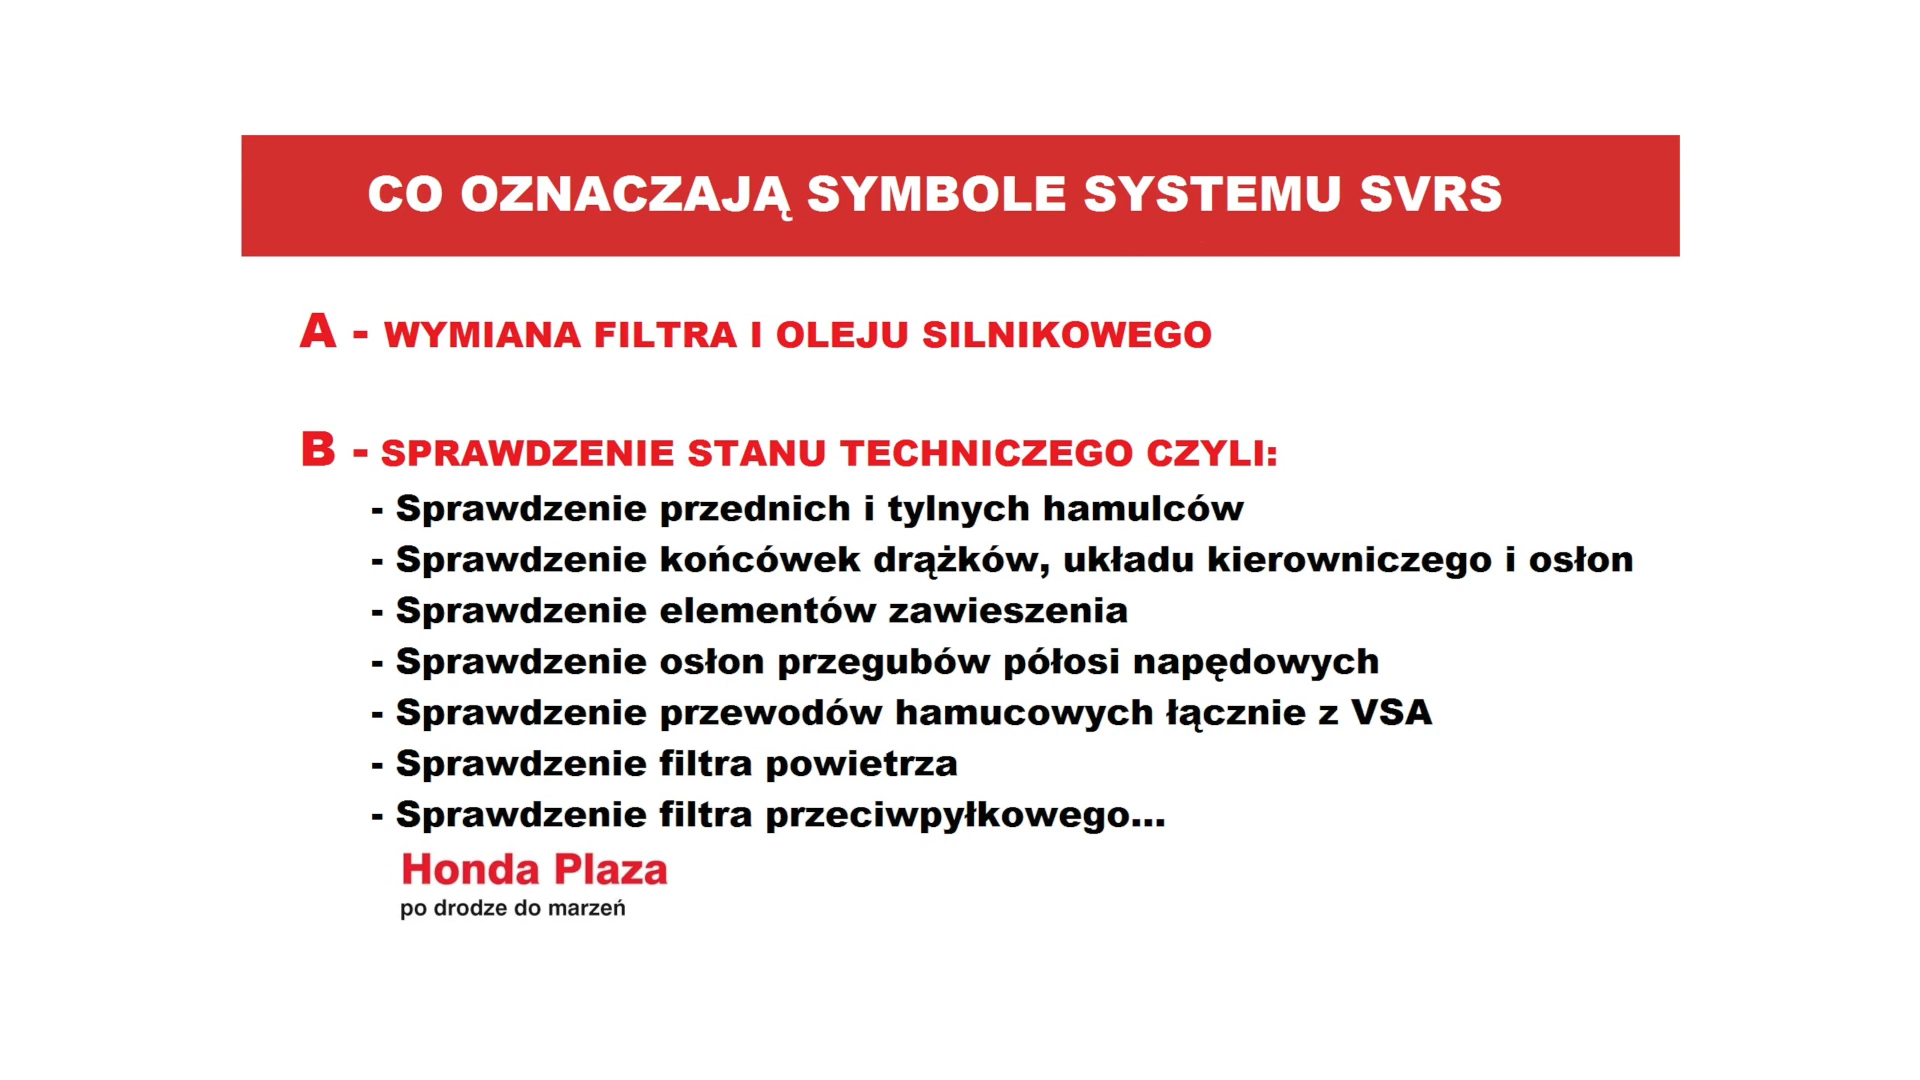 CO OZNACZAJĄ SYMBOLE SYSTEMU SVRS
A - WYMIANA FILTRA I OLEJU SILNIKOWEGO
B - SPRAWDZENIE STANU TECHNICZEGO CZYLI:
- Sprawdzenie przednich i tylnych hamulców
- Sprawdzenie końcówek drążków, układu kierowniczego i osłon
- Sprawdzenie elementów zawieszenia
- Sprawdzenie osłon przegubów półosi napędowych
- Sprawdzenie przewodów hamucowych łącznie z VSA
- Sprawdzenie filtra powietrza
- Sprawdzenie filtra przeciwpyłkowego...
Honda Plaza
po drodze do marzeń